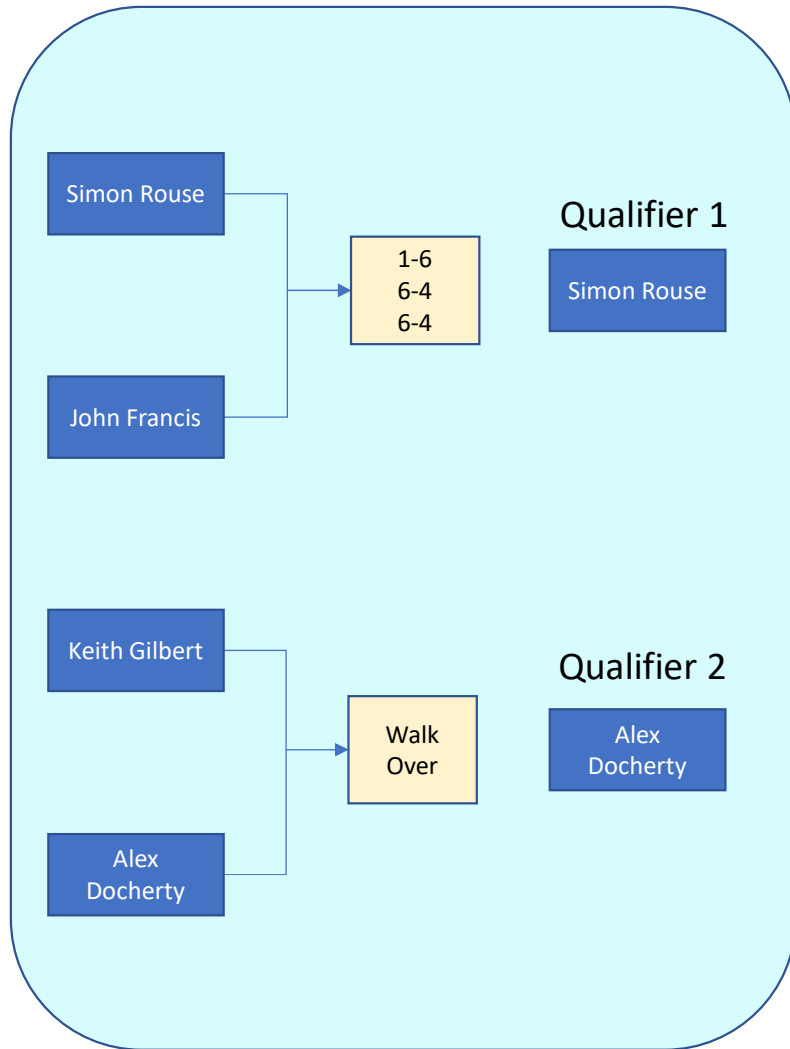 Simon Rouse
John Francis
1-6
6-4
6-4
Qualifier 1
Simon Rouse
Keith Gilbert
Alex
Docherty
Walk
Over
Qualifier 2
Alex
Docherty